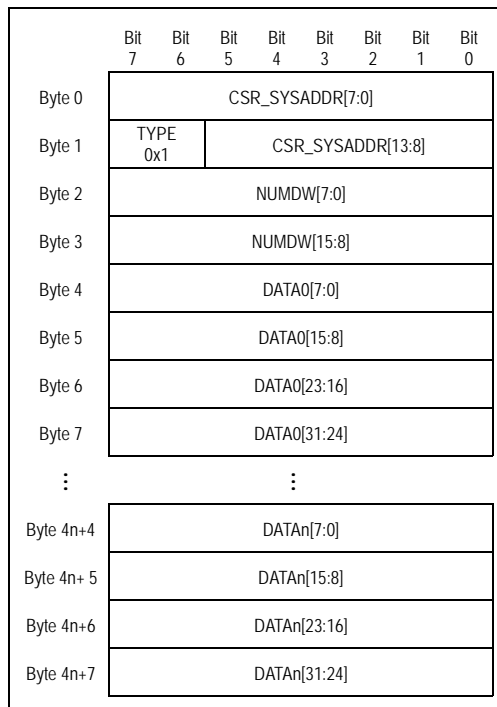 Bit Bit Bit Bit Bit Bit Bit Bit
7 6 5 4 3 2 1 0
Byte 0 CSR_SYSADDR[7:0]
Byte 1 TYPE 0x1 CSR_SYSADDR[13:8]
Byte 2 NUMDW[7:0]
Byte 3 NUMDW[15:8]
Byte 4 DATA0[7:0]
Byte 5 DATA0[15:8]
Byte 6 DATA0[23:16]
Byte 7 DATA0[31:24]
⋮ ⋮
Byte 4n+4 DATAn[7:0]
Byte 4n+ 5 DATAn[15:8]
Byte 4n+6 DATAn[23:16]
Byte 4n+7 DATAn[31:24]